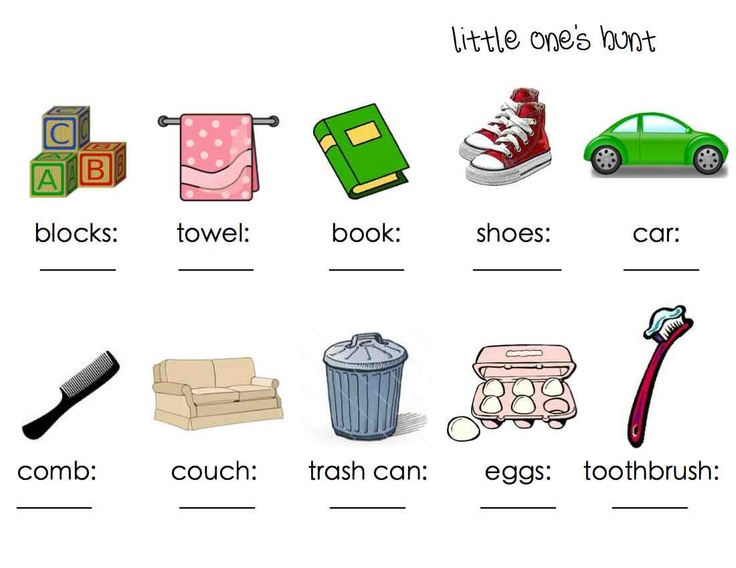 little one's hunt
C
A B
blocks: towel: book: shoes: car:
comb: couch: trash can: eggs: toothbrush: